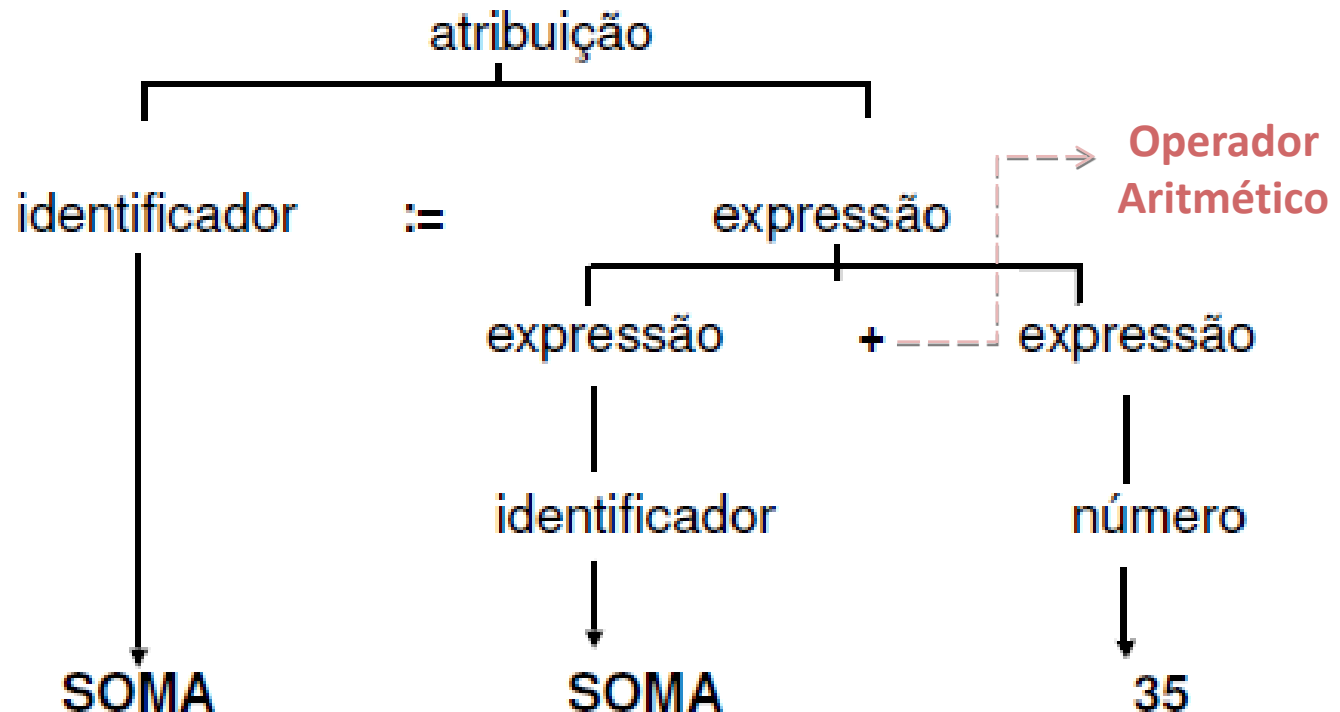 atribuição
Operador
Aritmético
identificador := expressão
expressão + expressão
identificador número
SOMA SOMA 35